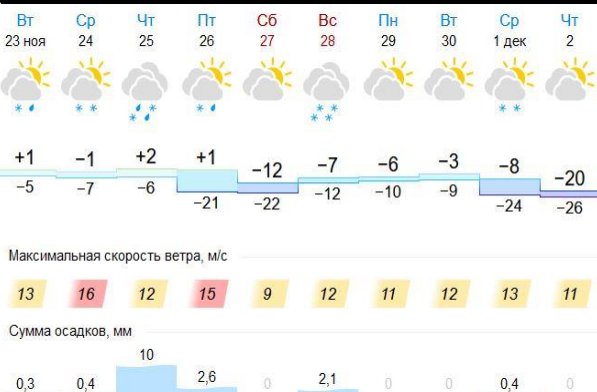 Вт Ср Чт Пт Сб Вс Пн Вт Ср Чт
23 ноя 24 25 26 27 28 29 30 1 дек 2
+1 −1 +2 +1 −12 −7 −6 −3 −8 −20
−5 −7 −6 −21 −22 −12 −10 −9 −24 −26
Максимальная скорость ветра, м/с
13 16 12 15 9 12 11 12 13 11
Сумма осадков, мм
0,3 0,4 10 2,6 0 2,1 0 0 0,4 0